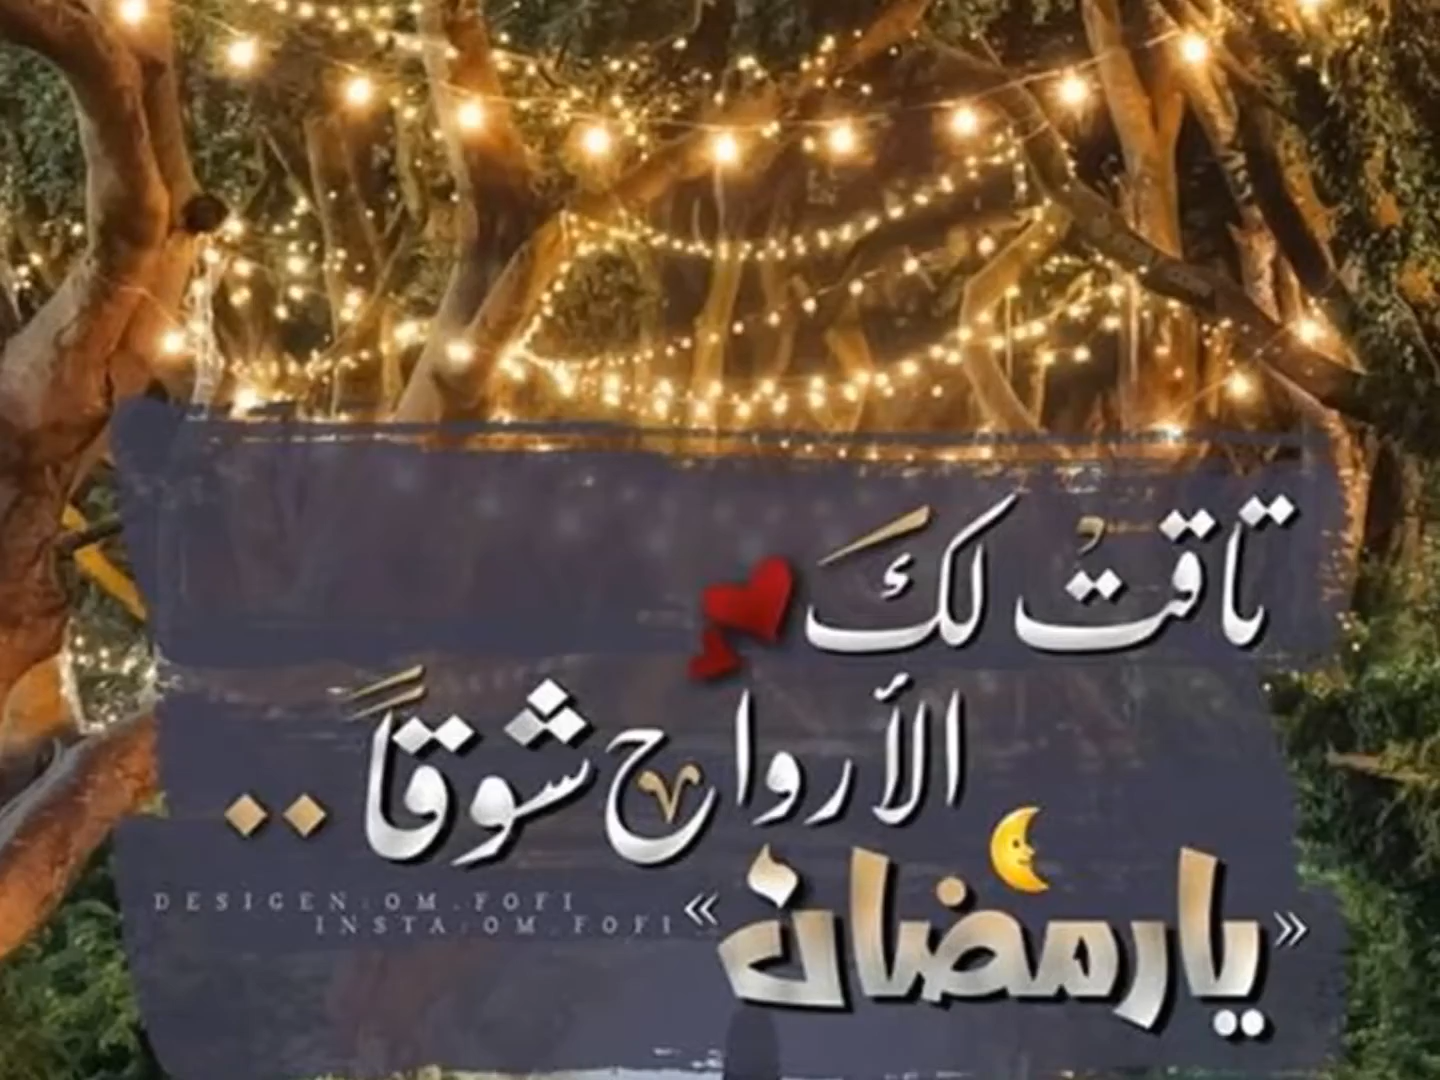 تاقتُ لكَ
الأرواح شوقاً ..
«يارمضان»
DESIGEN:OM.FOFI
INSTA:OM.FOFI